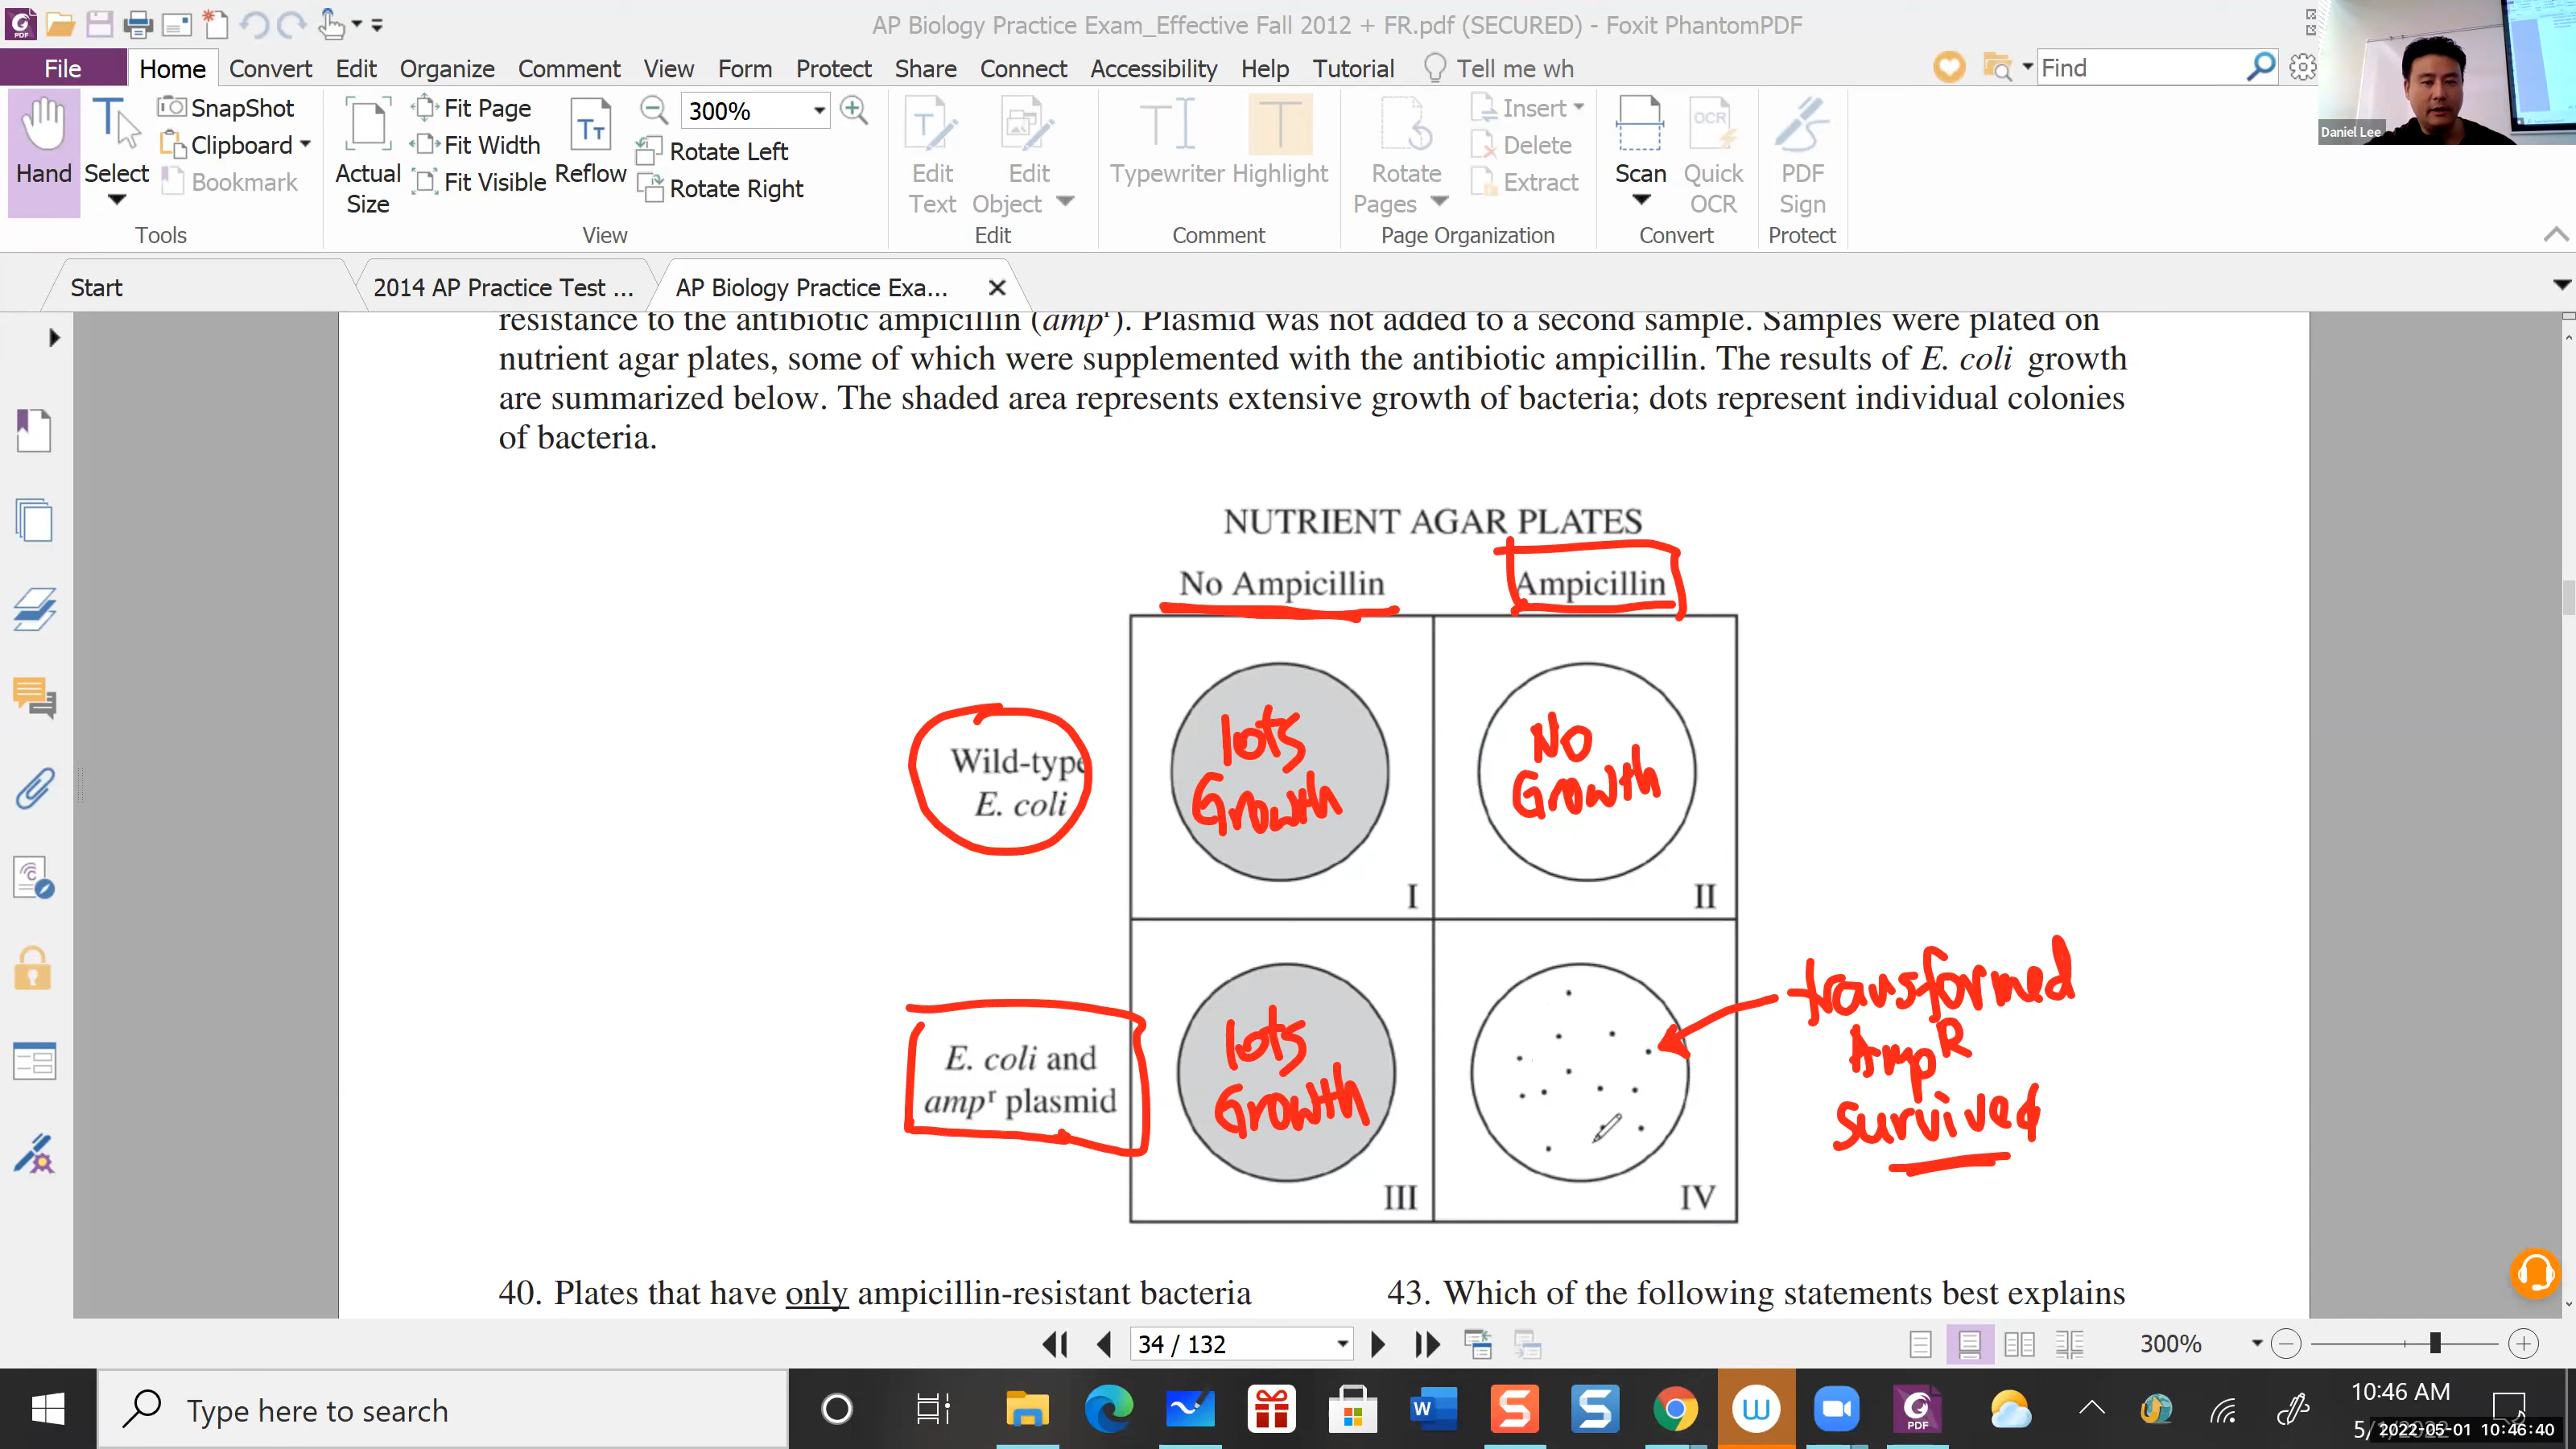 AP Biology Practice Exam_Effective Fall 2012 + FR.pdf (SECURED) - Foxit PhantomPDF
File Home Convert Edit Organize Comment View Form Protect Share Connect Accessibility Help Tutorial Tell me wh Find
Hand
Select
SnapShot
Clipboard
Bookmark
Tools
Actual Size
Fit Page
Fit Width
Fit Visible
Reflow
300%
Rotate Left
Rotate Right
View
Edit Text
Edit Object
Edit
Typewriter
Highlight
Comment
Rotate Pages
Insert
Delete
Extract
Page Organization
Scan
Quick OCR
Convert
PDF Sign
Protect
Daniel Lee
Start
2014 AP Practice Test ...
AP Biology Practice Exa...
resistance to the antibiotic ampicillin (ampʳ). Plasmid was not added to a second sample. Samples were plated on
nutrient agar plates, some of which were supplemented with the antibiotic ampicillin. The results of E. coli growth
are summarized below. The shaded area represents extensive growth of bacteria; dots represent individual colonies
of bacteria.
NUTRIENT AGAR PLATES
No Ampicillin
Ampicillin
Wild-type
E. coli
lots
Growth
I
No
Growth
II
E. coli and
ampʳ plasmid
lots
Growth
III
IV
transformed
AmpR
survived
40. Plates that have only ampicillin-resistant bacteria
43. Which of the following statements best explains
34 / 132
300%
Type here to search
10:46 AM
2022-05-01 10:46:40